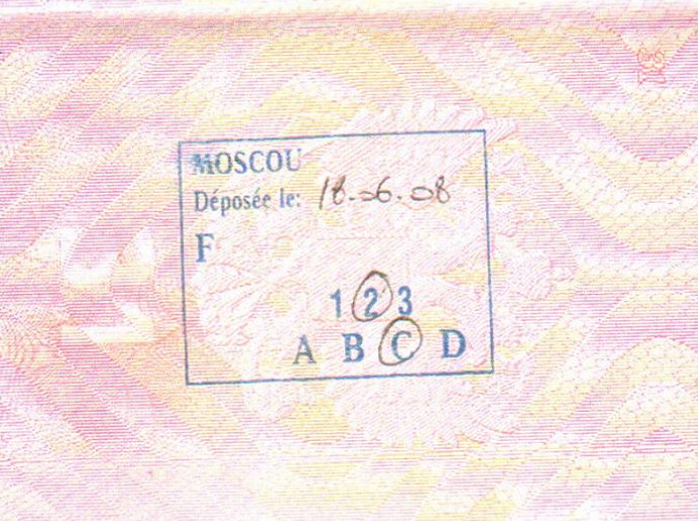 MOSCOU
Déposée le: 18.06.08
F
1 2 3
A B C D